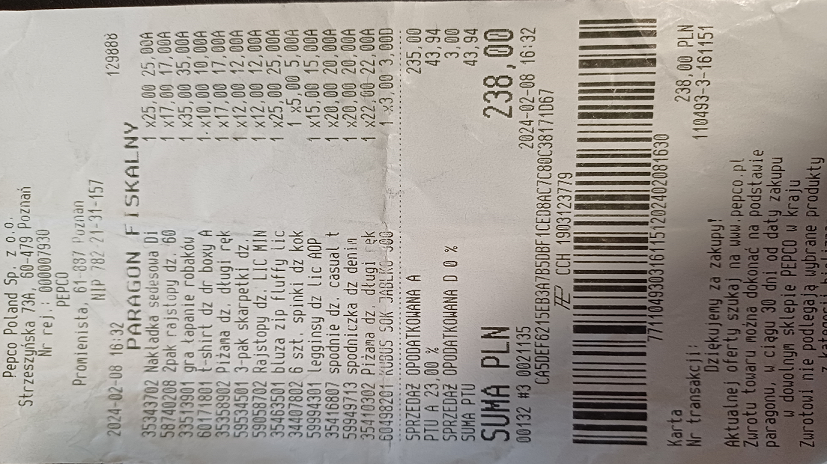 Pepco Poland Sp. z o.o.
Strzeszyńska 73A, 60-479 Poznań
Nr rej.: 000007930
PEPCO
Promienista, 61-897 Poznań
NIP 782 21-31-157
2024-02-08 16:32 129888
PARAGON FISKALNY
35343702 Nakładka sedesowa Di 1 x25,00 25,00A
58740208 2pak rajstopy dz. 60 1 x17,00 17,00A
33513901 gra łapanie robaków 1 x35,00 35,00A
60171801 t-shirt dz dr boxy A 1 x10,00 10,00A
35358902 Piżama dz. długi ręk 1 x17,00 17,00A
59534501 3-pak skarpetki dz. 1 x12,00 12,00A
59056702 Rajstopy dz. LIC MIN 1 x12,00 12,00A
35463501 bluza zip fluffy lic 1 x25,00 25,00A
34407802 6 szt. spinki dz kok 1 x5,00 5,00A
59994301 legginsy dz lic AOP 1 x15,00 15,00A
35416807 spodnie dz. casual t 1 x20,00 20,00A
59949713 spodniczka dz denim 1 x20,00 20,00A
35410302 Piżama dz. długi ręk 1 x22,00 22,00A
60498201 KUBUS SOK JABŁKO 300 1 x3,00 3,00D
SPRZEDAŻ OPODATKOWANA A 235,00
PTU A 23,00 % 43,94
SPRZEDAŻ OPODATKOWANA D 0 % 3,00
SUMA PTU 43,94
SUMA PLN 238,00
00132 #3 0021135 2024-02-08 16:32
CA5DEF6215EB3A7B5DBF1CED8AC7C80C38171D67
CCH 1903123779
771104930316115120240208 1630
Karta 238,00 PLN
Nr transakcji: 110493-3-161151
Dziękujemy za zakupy!
Aktualnej oferty szukaj na www.pepco.pl
Zwrotu towaru można dokonać na podstawie
paragonu, w ciągu 30 dni od daty zakupu
w dowolnym sklepie PEPCO w kraju
Zwrotowi nie podlegają wybrane produkty
z kategorii